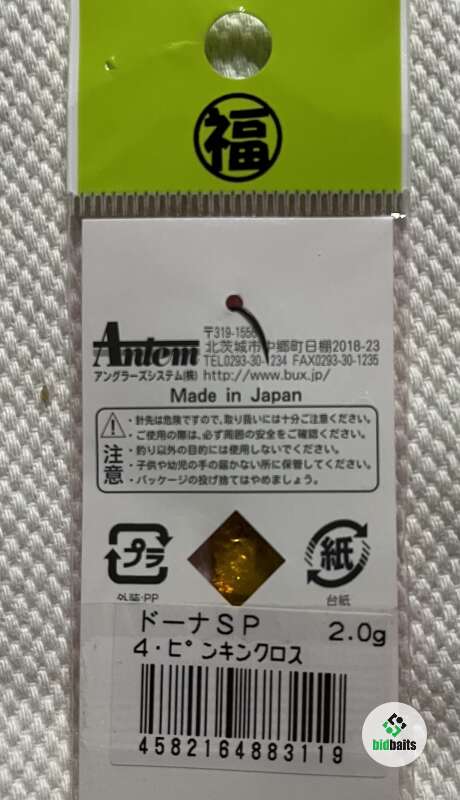 福
Antem
アングラーズシステム(株)
〒319-155
北茨城市中郷町日棚2018-23
TEL0293-30-1234 FAX0293-30-1235
http://www.bux.jp/
Made in Japan
注意
・針先は危険ですので、取り扱いには十分ご注意ください。
・ご使用の際は、必ず周囲の安全をご確認ください。
・釣り以外の目的には使用しないでください。
・子供や幼児の手の届かない所に保管してください。
・パッケージの投げ捨てはやめましょう。
プラ
外装:PP
紙
台紙
ドーナSP 2.0g
4・ピンキンクロス
4582164883119
bidbaits